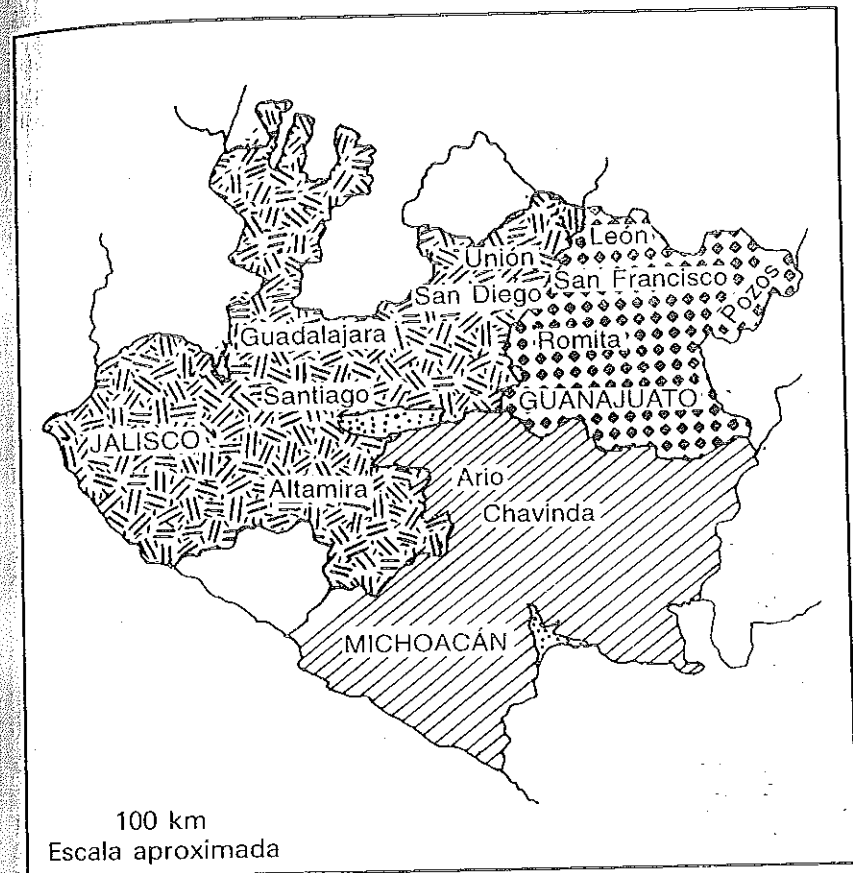 León
Unión
San Francisco
Pozos
San Diego
Guadalajara
Romita
Santiago
GUANAJUATO
JALISCO
Altamira
Ario
Chavinda
MICHOACÁN
100 km
Escala aproximada